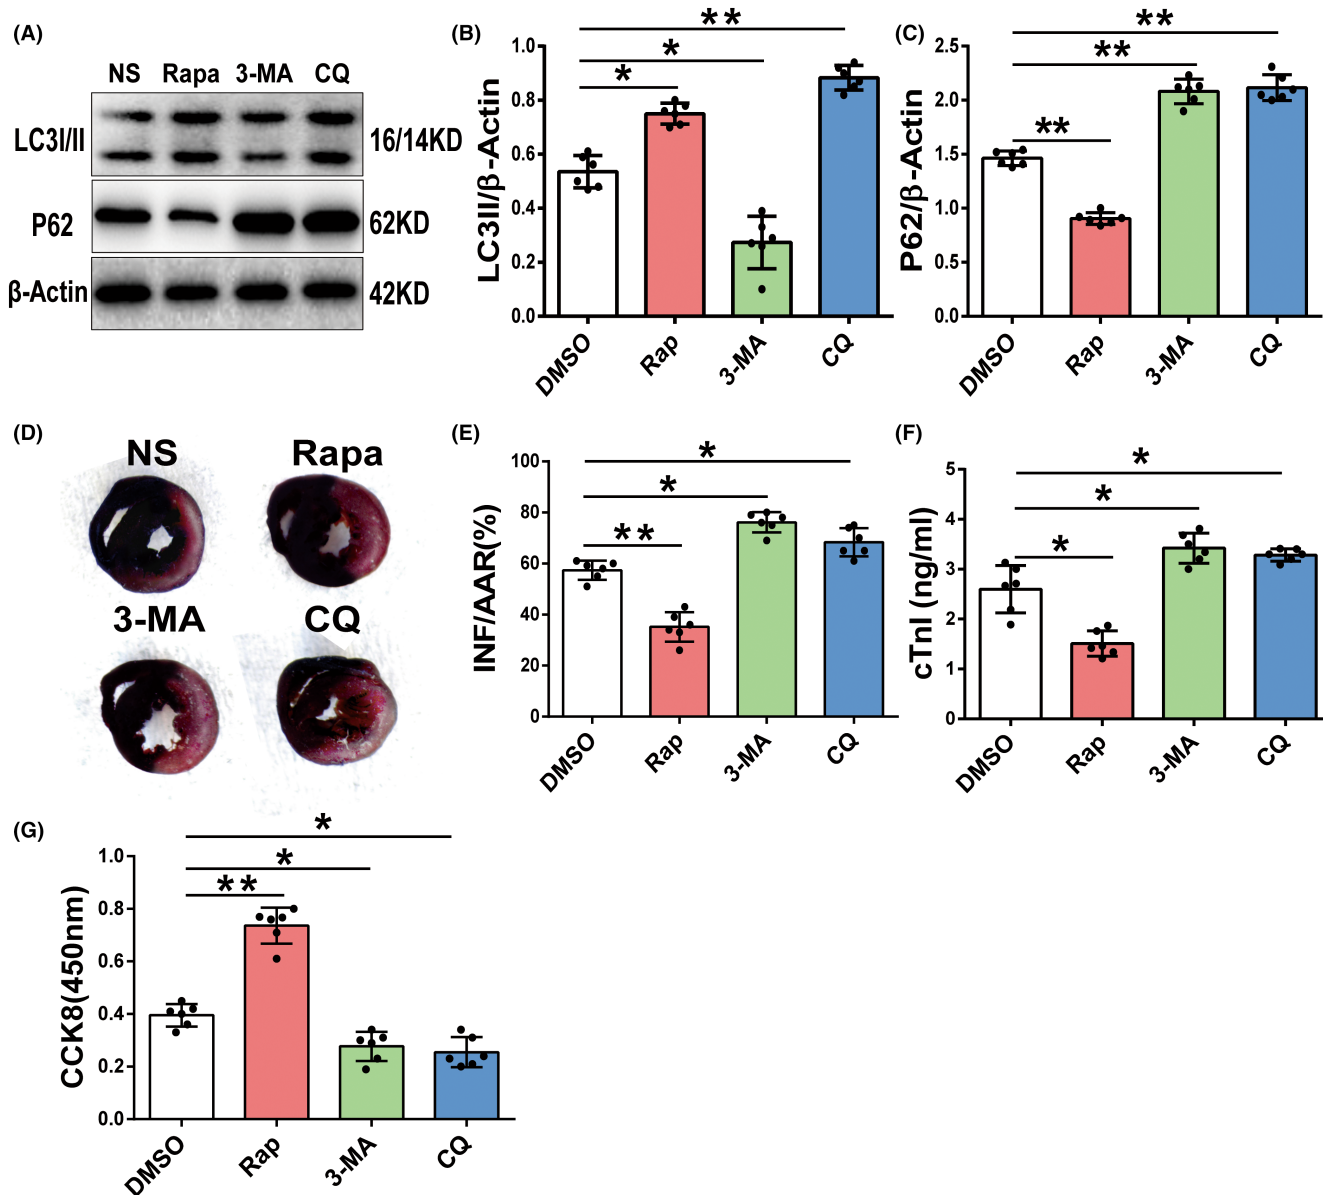 (A)
NS Rapa 3-MA CQ
LC3I/II 16/14KD
P62 62KD
β-Actin 42KD
(B)
**
*
*
LC3II/β-Actin
1.0
0.8
0.6
0.4
0.2
0.0
DMSO Rap 3-MA CQ
(C)
**
**
**
P62/β-Actin
2.5
2.0
1.5
1.0
0.5
0.0
DMSO Rap 3-MA CQ
(D)
NS Rapa
3-MA CQ
(E)
*
*
**
INF/AAR(%)
100
80
60
40
20
0
DMSO Rap 3-MA CQ
(F)
*
*
*
cTnI (ng/ml)
5
4
3
2
1
0
DMSO Rap 3-MA CQ
(G)
*
*
**
CCK8(450nm)
1.0
0.8
0.6
0.4
0.2
0.0
DMSO Rap 3-MA CQ